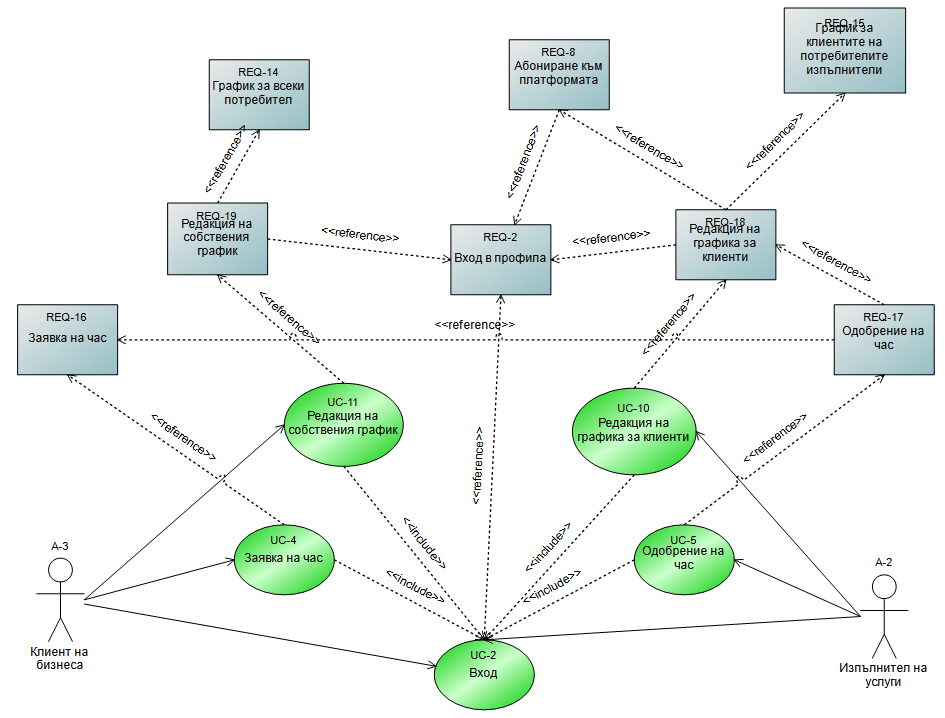 REQ-15
График за
клиентите на
потребителите
изпълнители
REQ-8
Абониране към
платформата
REQ-14
График за всеки
потребител
<<reference>>
<<reference>>
<<reference>>
<<reference>>
REQ-19
Редакция на
собствения
график
REQ-18
Редакция на
графика за
клиенти
REQ-2
Вход в профила
<<reference>>
<<reference>>
<<reference>>
REQ-16
Заявка на час
REQ-17
Одобрение на
час
<<reference>>
<<reference>>
<<reference>>
UC-11
Редакция на
собствения график
UC-10
Редакция на
графика за клиенти
<<reference>>
<<reference>>
<<reference>>
<<include>>
<<include>>
UC-4
Заявка на час
UC-5
Одобрение на
час
<<include>>
<<include>>
A-3
Клиент на
бизнеса
A-2
Изпълнител на
услуги
UC-2
Вход